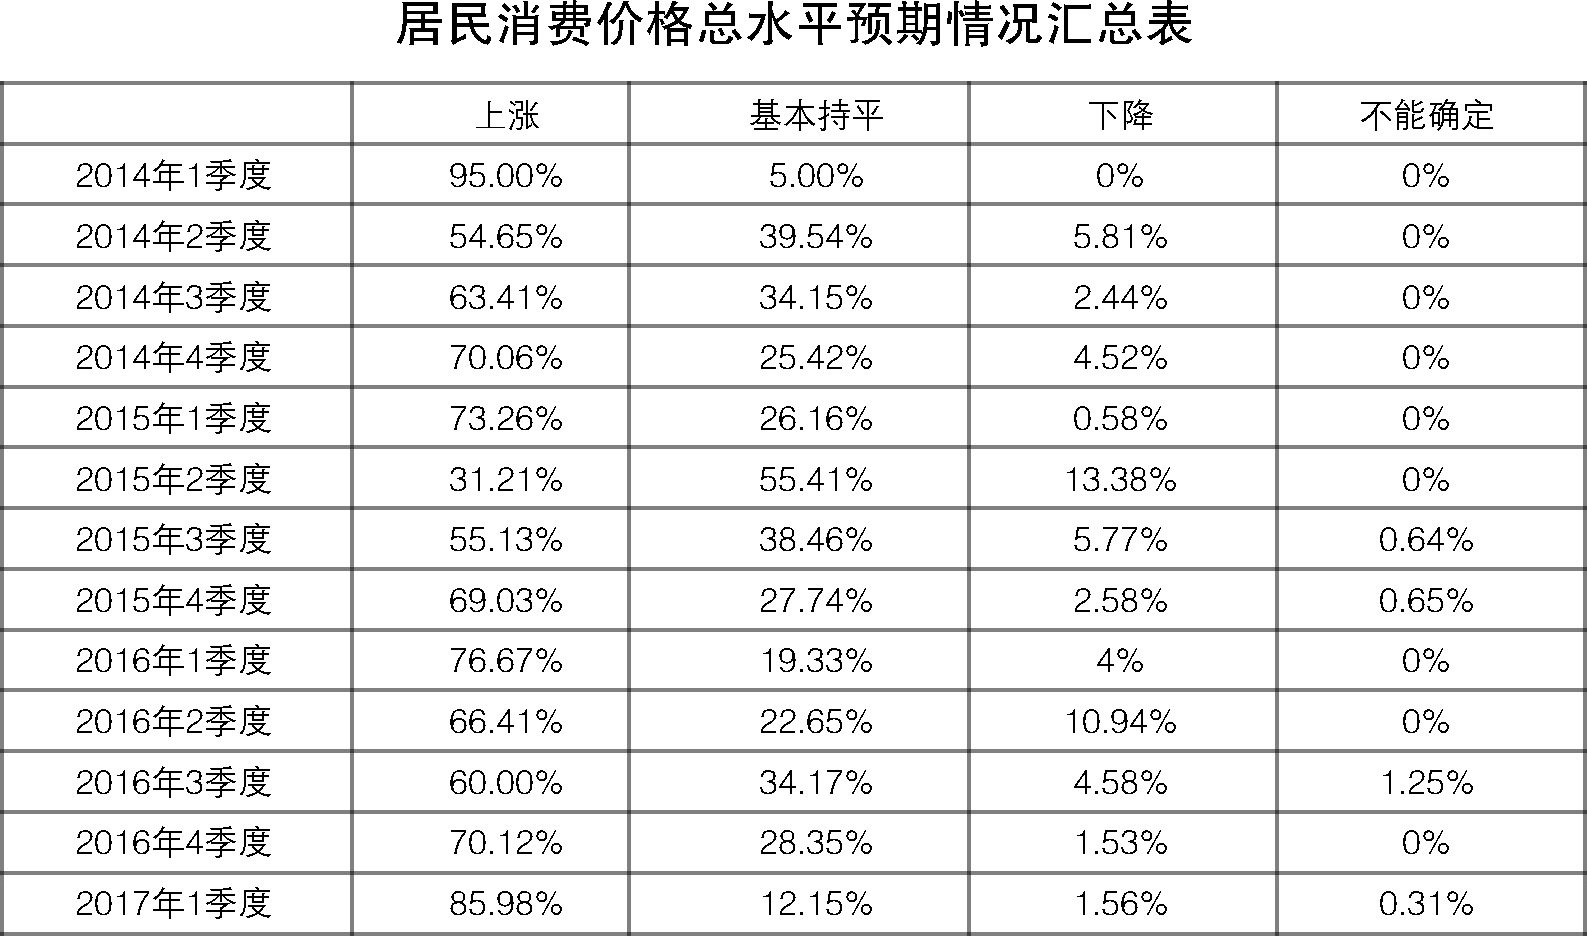 居民消费价格总水平预期情况汇总表
上涨 基本持平 下降 不能确定
2014年1季度 95.00% 5.00% 0% 0%
2014年2季度 54.65% 39.54% 5.81% 0%
2014年3季度 63.41% 34.15% 2.44% 0%
2014年4季度 70.06% 25.42% 4.52% 0%
2015年1季度 73.26% 26.16% 0.58% 0%
2015年2季度 31.21% 55.41% 13.38% 0%
2015年3季度 55.13% 38.46% 5.77% 0.64%
2015年4季度 69.03% 27.74% 2.58% 0.65%
2016年1季度 76.67% 19.33% 4% 0%
2016年2季度 66.41% 22.65% 10.94% 0%
2016年3季度 60.00% 34.17% 4.58% 1.25%
2016年4季度 70.12% 28.35% 1.53% 0%
2017年1季度 85.98% 12.15% 1.56% 0.31%